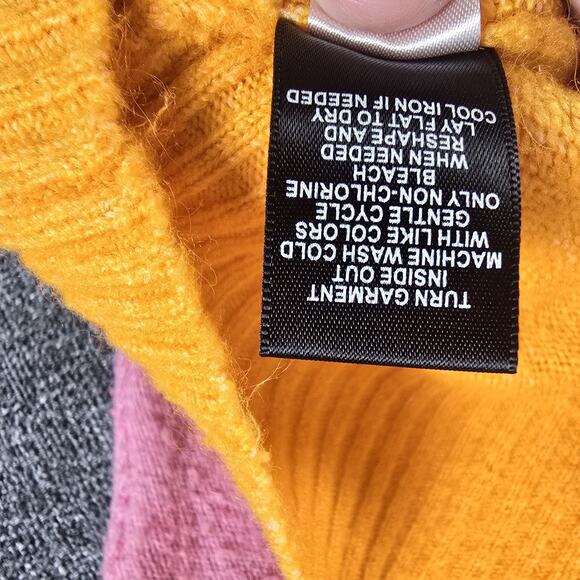 TURN GARMENT
INSIDE OUT
MACHINE WASH COLD
WITH LIKE COLORS
GENTLE CYCLE
ONLY NON-CHLORINE
BLEACH
WHEN NEEDED
RESHAPE AND
LAY FLAT TO DRY
COOL IRON IF NEEDED